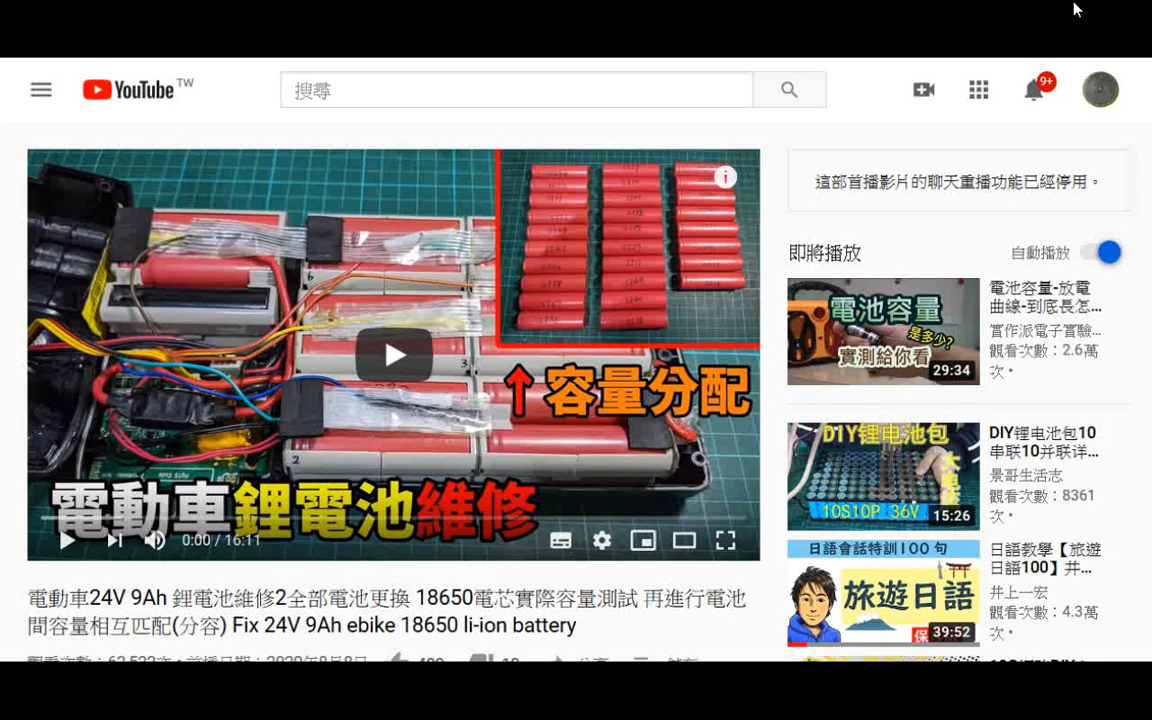 YouTube TW
搜尋
9+
容量分配
電動車鋰電池維修
0:00 / 16:11
電動車24V 9Ah 鋰電池維修2全部電池更換 18650電芯實際容量測試 再進行電池
間容量相互匹配(分容) Fix 24V 9Ah ebike 18650 li-ion battery
這部首播影片的聊天重播功能已經停用。
即將播放
自動播放
電池容量
是多少?
實測給你看
29:34
電池容量-放電
曲線-到底長怎...
實作派電子實驗...
觀看次數：2.6萬
次・
DIY锂电池包
大电流
10S10P 36V
15:26
DIY锂电池包10
串联10并联详...
景哥生活志
觀看次數：8361
次・
日語會話特訓100句
旅遊日語
保
39:52
日語教學【旅遊
日語100】井...
井上一宏
觀看次數：4.3萬
次・